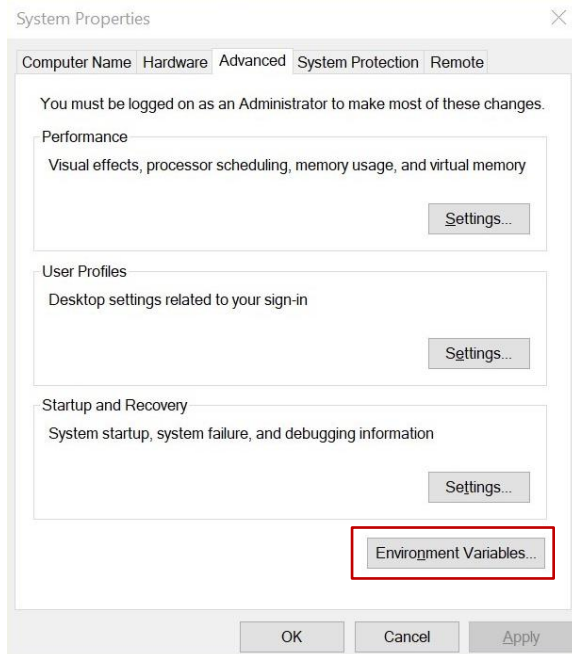 System Properties
Computer Name Hardware Advanced System Protection Remote
You must be logged on as an Administrator to make most of these changes.
Performance
Visual effects, processor scheduling, memory usage, and virtual memory
Settings...
User Profiles
Desktop settings related to your sign-in
Settings...
Startup and Recovery
System startup, system failure, and debugging information
Settings...
Environment Variables...
OK Cancel Apply